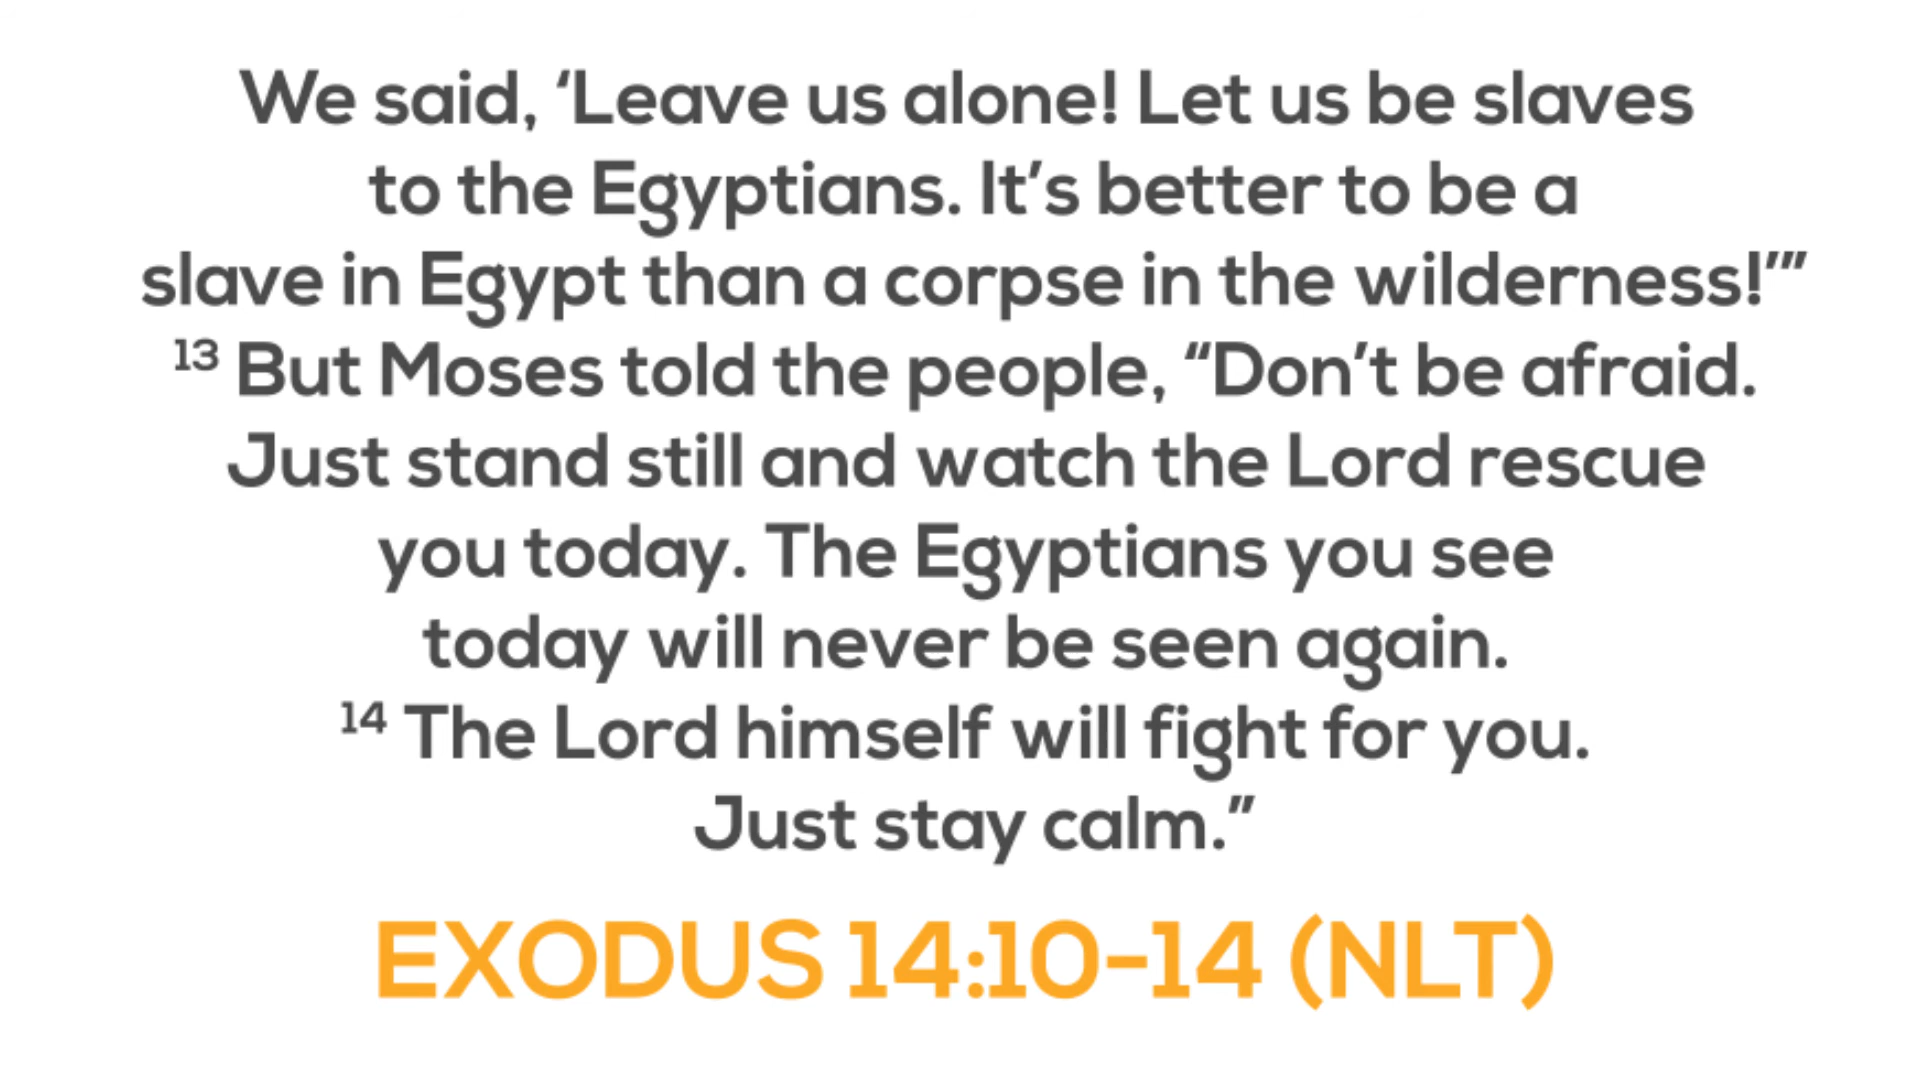 We said, ‘Leave us alone! Let us be slaves
to the Egyptians. It’s better to be a
slave in Egypt than a corpse in the wilderness!’”
13 But Moses told the people, “Don’t be afraid.
Just stand still and watch the Lord rescue
you today. The Egyptians you see
today will never be seen again.
14 The Lord himself will fight for you.
Just stay calm.”
EXODUS 14:10-14 (NLT)